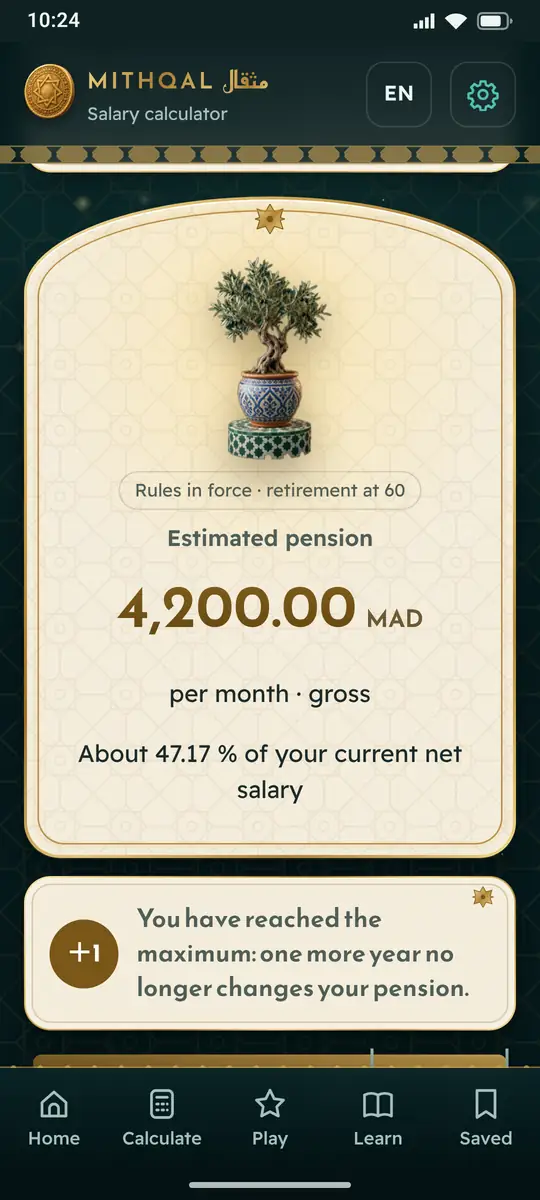 10:24
MITHQAL مثقال
Salary calculator
EN
Rules in force · retirement at 60
Estimated pension
4,200.00 MAD
per month · gross
About 47.17 % of your current net
salary
+1
You have reached the
maximum: one more year no
longer changes your pension.
Home Calculate Play Learn Saved